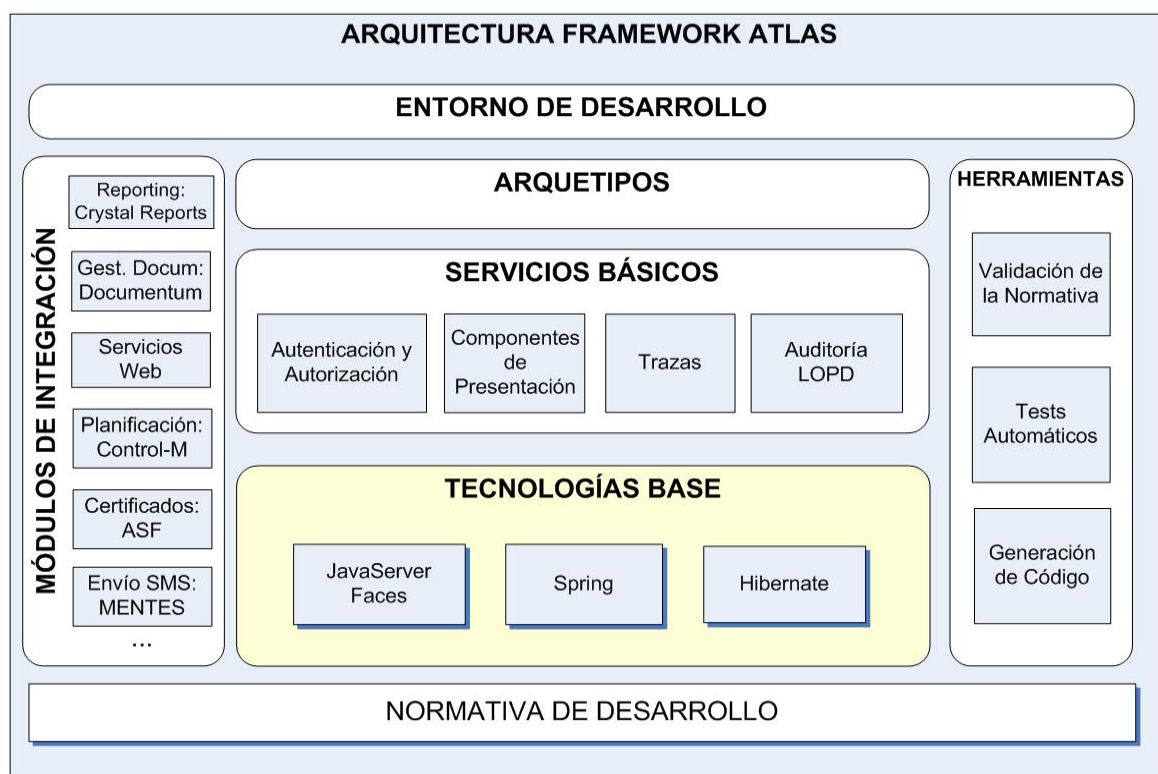 ARQUITECTURA FRAMEWORK ATLAS
ENTORNO DE DESARROLLO
MÓDULOS DE INTEGRACIÓN
Reporting:
Crystal Reports
Gest. Docum:
Documentum
Servicios
Web
Planificación:
Control-M
Certificados:
ASF
Envío SMS:
MENTES
...
ARQUETIPOS
SERVICIOS BÁSICOS
Autenticación y
Autorización
Componentes
de
Presentación
Trazas
Auditoría
LOPD
TECNOLOGÍAS BASE
JavaServer
Faces
Spring
Hibernate
HERRAMIENTAS
Validación de
la Normativa
Tests
Automáticos
Generación
de Código
NORMATIVA DE DESARROLLO